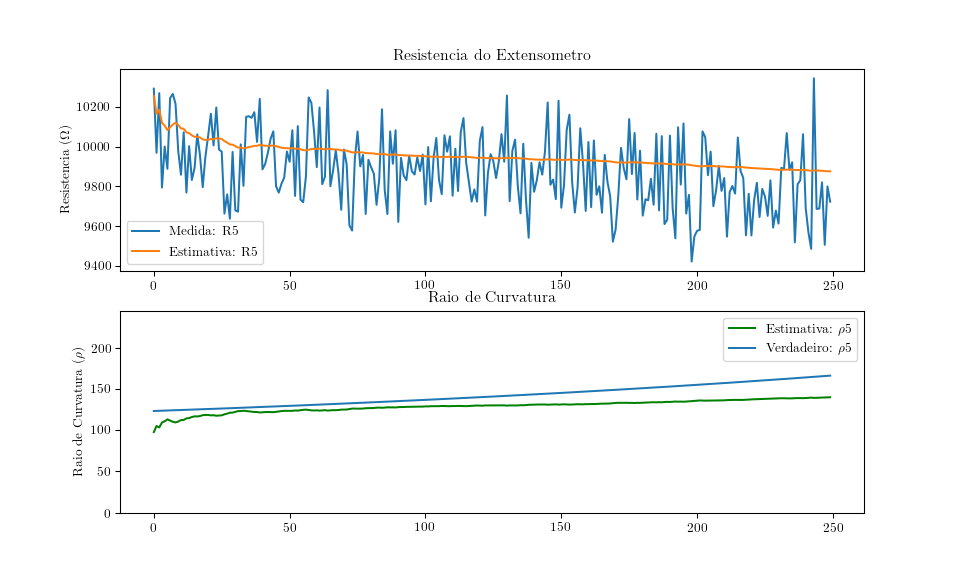 Resistencia do Extensometro
Resistencia (Ω)
10200
10000
9800
9600
9400
Medida: R5
Estimativa: R5
0 50 100 150 200 250
Raio de Curvatura
Raio de Curvatura (ρ)
200
150
100
50
0
Estimativa: ρ5
Verdadeiro: ρ5
0 50 100 150 200 250